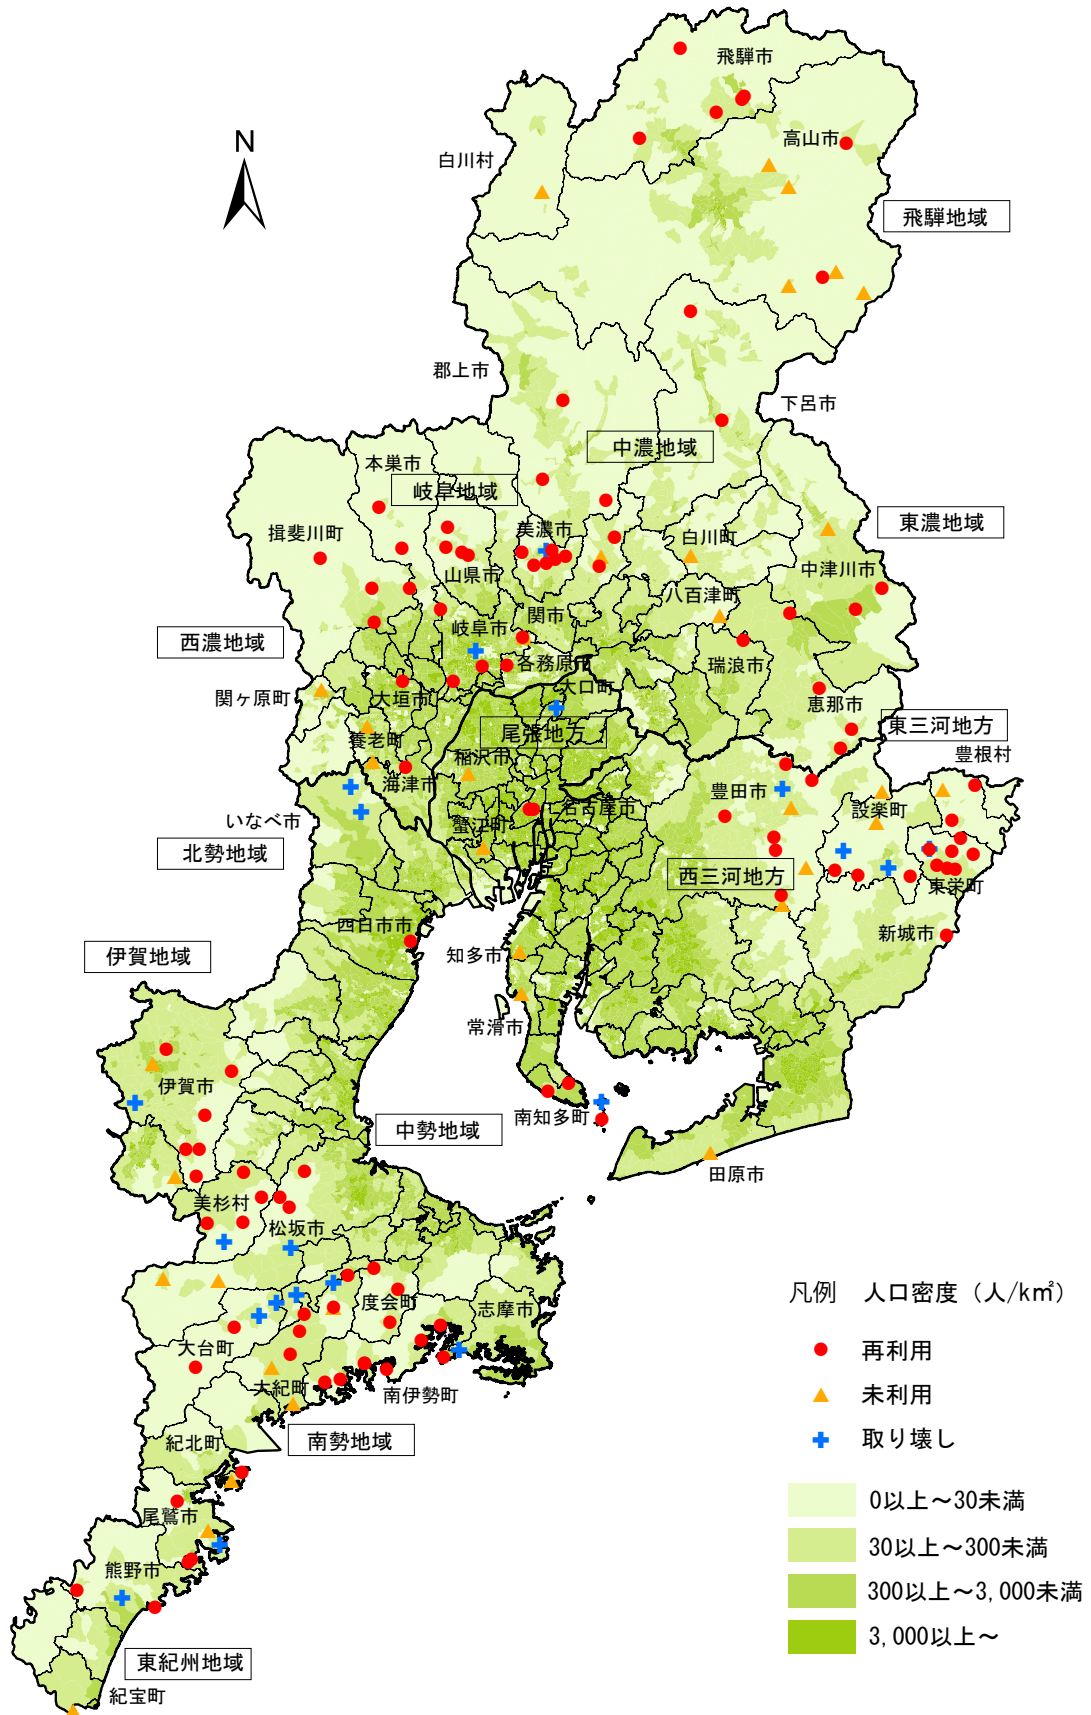 飛騨市
N
高山市
白川村
飛騨地域
郡上市
下呂市
中濃地域
本巣市
岐阜地域
東濃地域
美濃市
揖斐川町
白川町
中津川市
山県市
八百津町
関市
岐阜市
西濃地域
各務原市
瑞浪市
関ヶ原町
大垣市
大口町
恵那市
東三河地方
尾張地方
養老町
稲沢市
豊根村
海津市
豊田市
名古屋市
設楽町
いなべ市
蟹江町
北勢地域
西三河地方
東栄町
四日市市
新城市
伊賀地域
知多市
常滑市
伊賀市
南知多町
中勢地域
田原市
美杉村
松坂市
凡例 人口密度（人/k㎡）
度会町
志摩市
大台町
再利用
大紀町
南伊勢町
未利用
紀北町
南勢地域
取り壊し
尾鷲市
0以上～30未満
30以上～300未満
熊野市
300以上～3,000未満
3,000以上～
東紀州地域
紀宝町